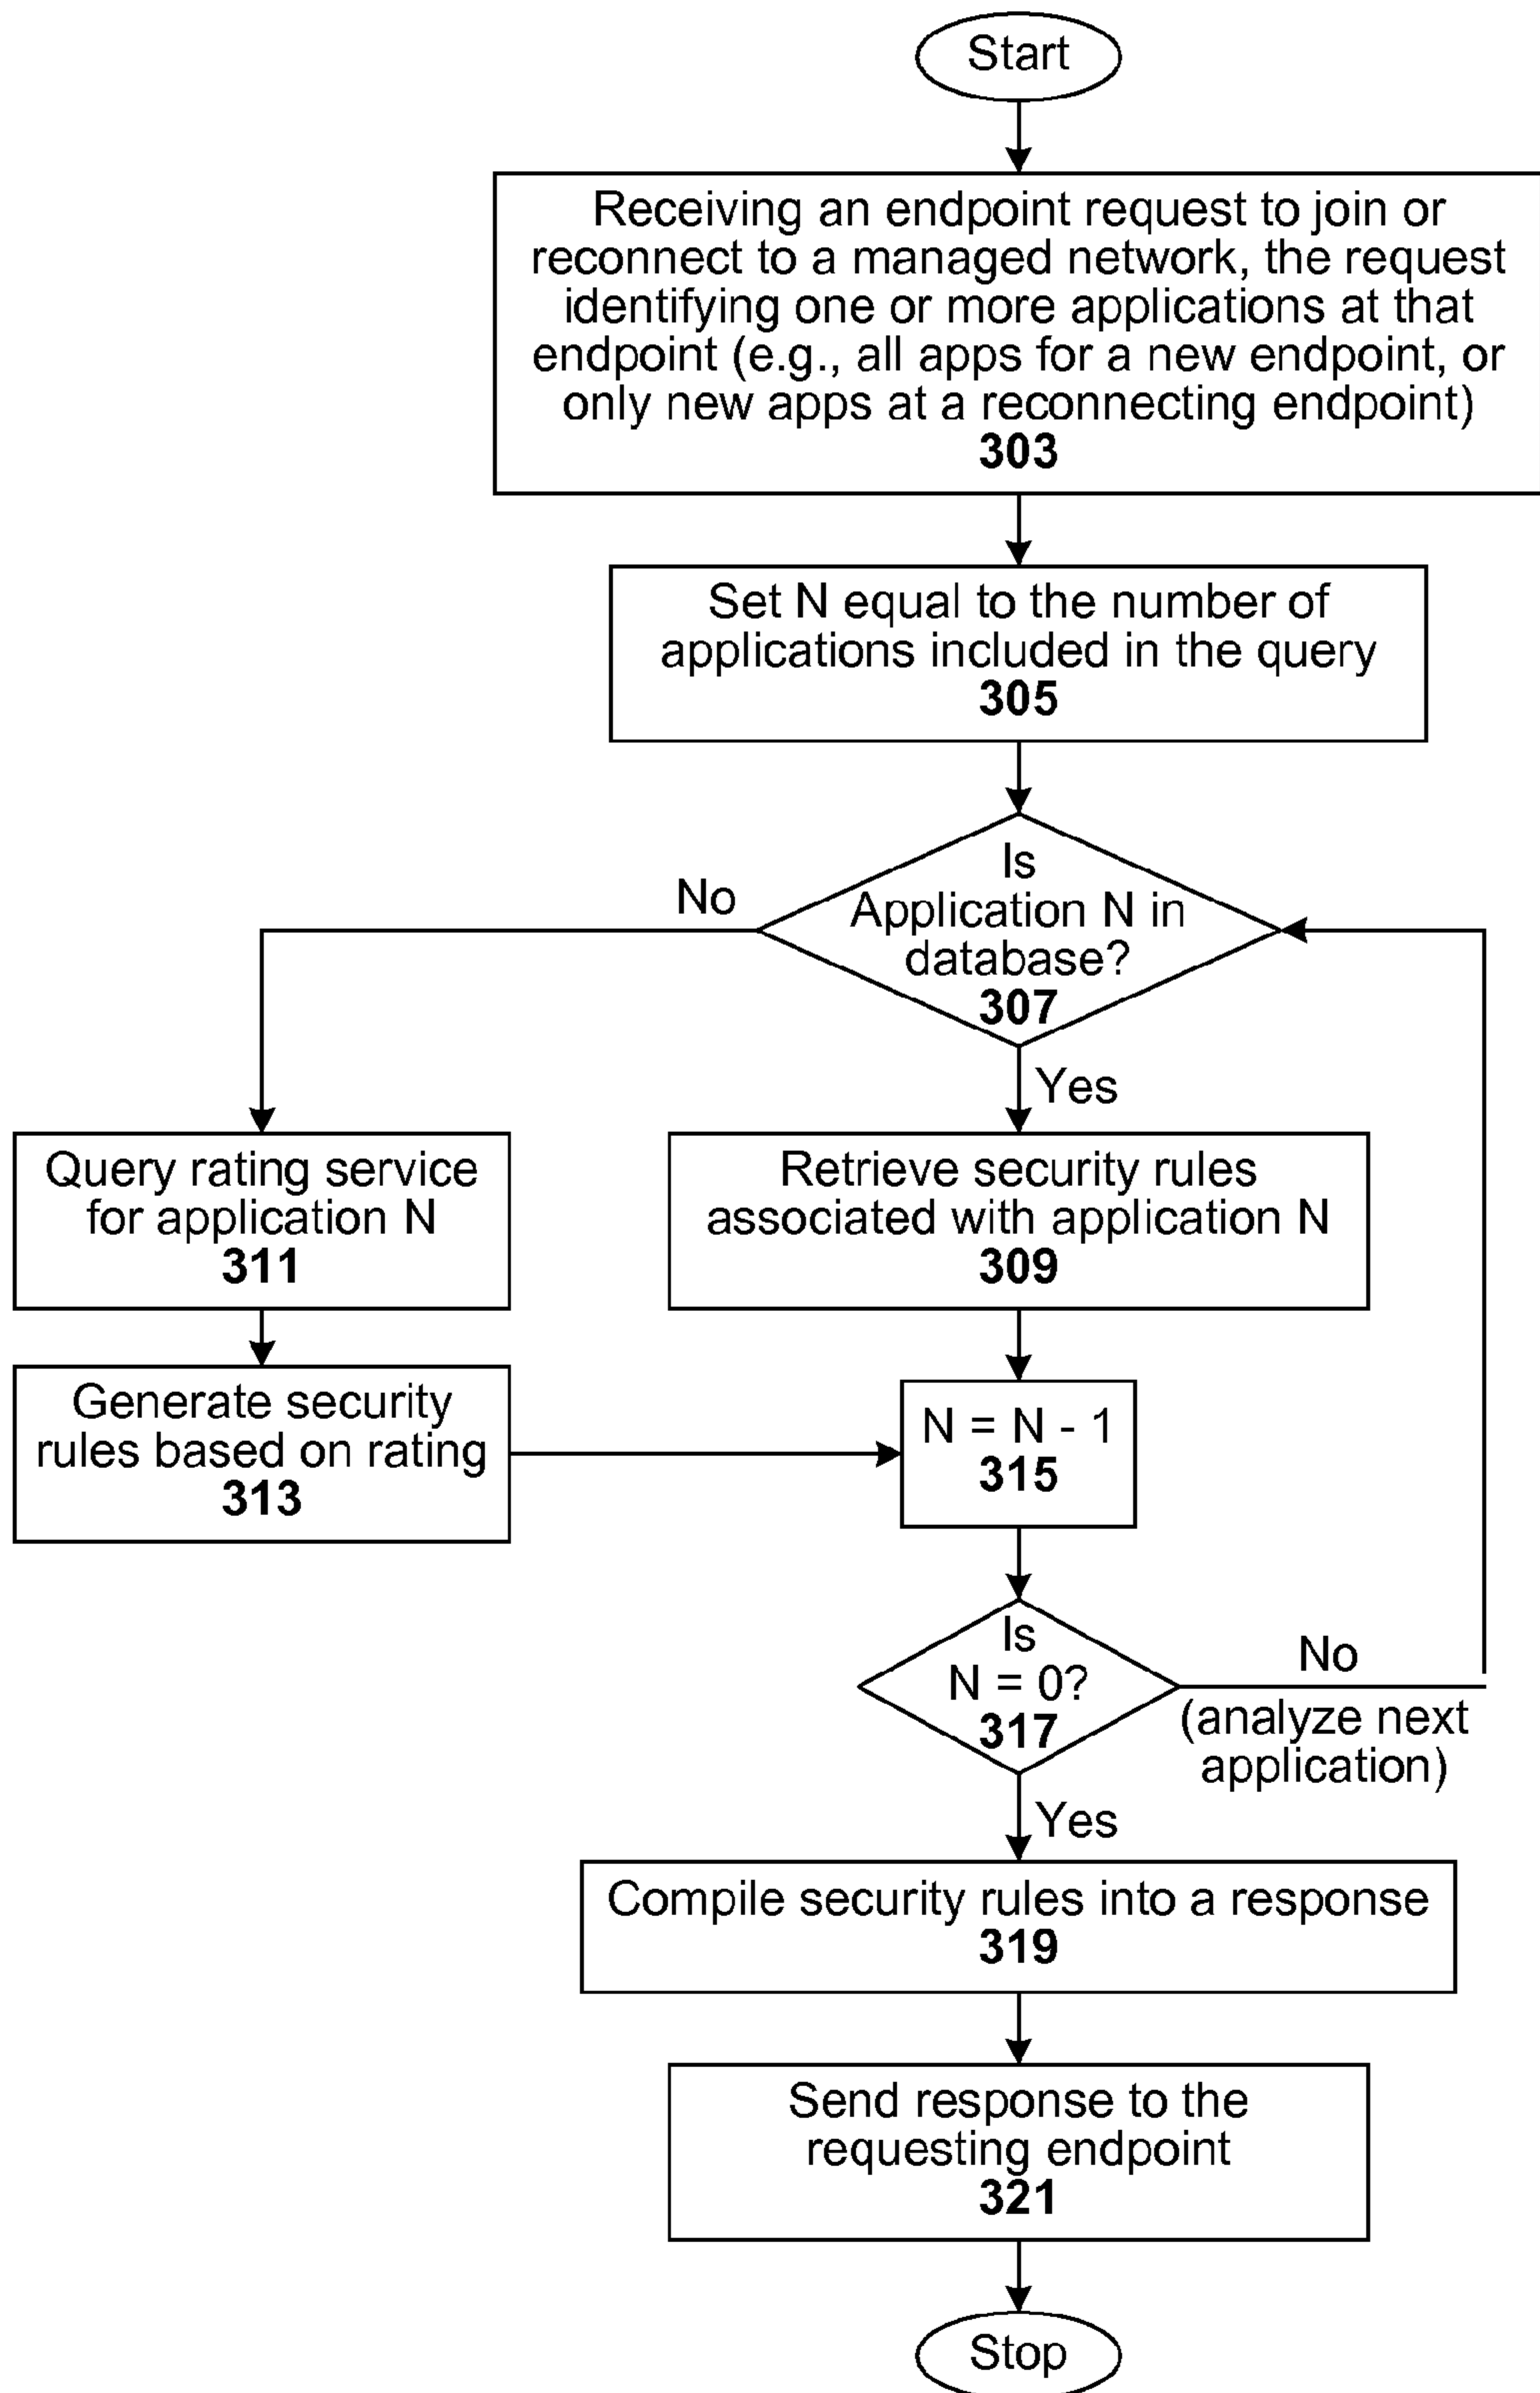 Start
Receiving an endpoint request to join or
reconnect to a managed network, the request
identifying one or more applications at that
endpoint (e.g., all apps for a new endpoint, or
only new apps at a reconnecting endpoint)
303
Set N equal to the number of
applications included in the query
305
Is
Application N in
database?
307
No
Yes
Query rating service
for application N
311
Retrieve security rules
associated with application N
309
Generate security
rules based on rating
313
N = N - 1
315
Is
N = 0?
317
No
(analyze next
application)
Yes
Compile security rules into a response
319
Send response to the
requesting endpoint
321
Stop